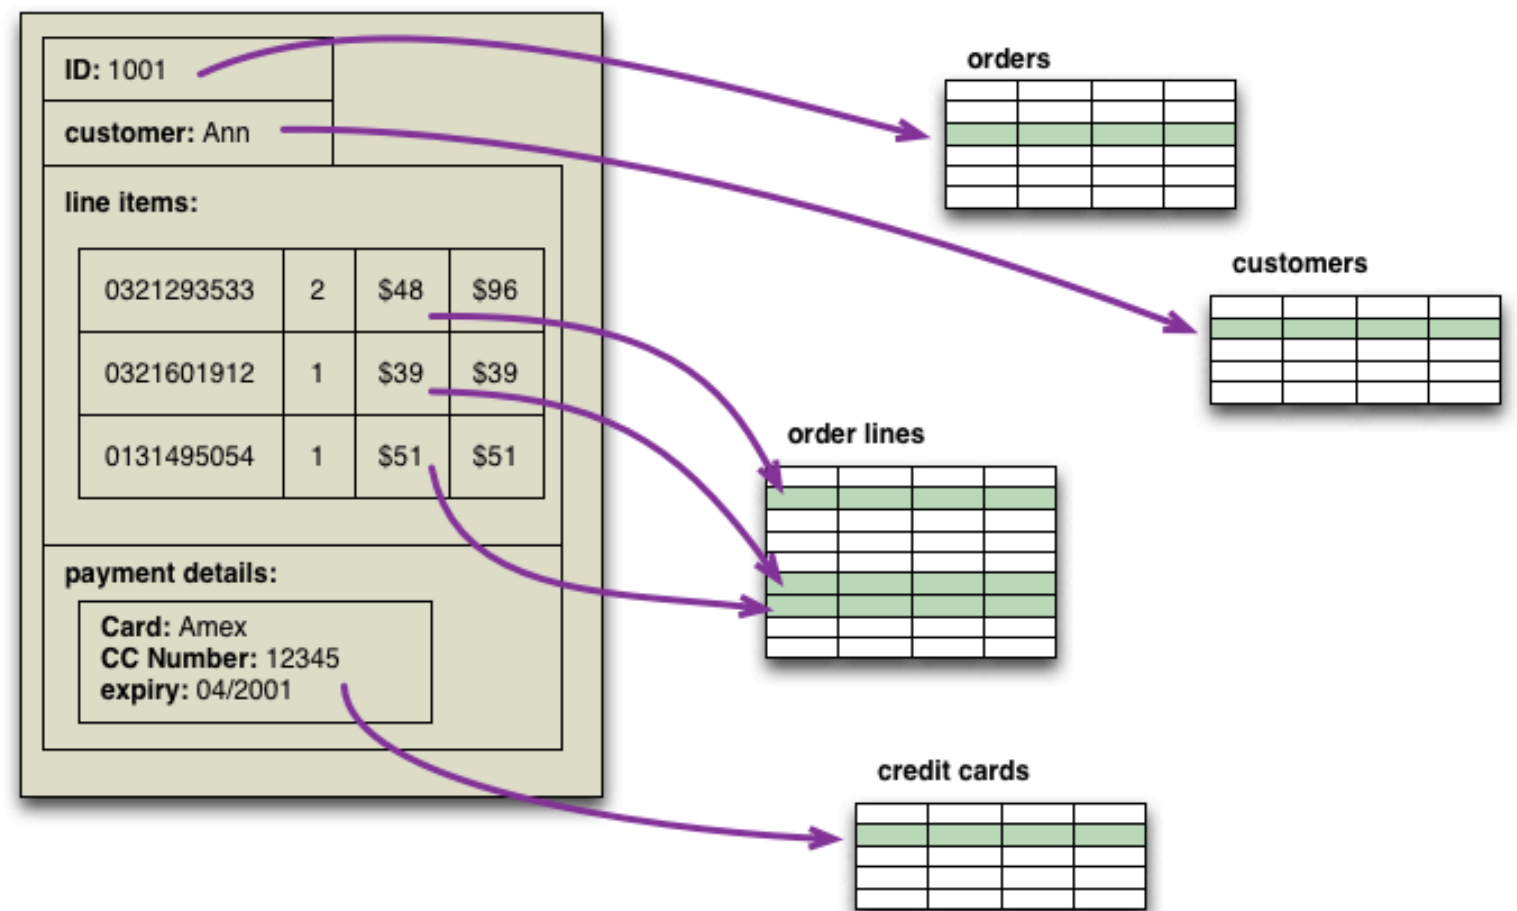 ID: 1001
customer: Ann
line items:
0321293533 2 $48 $96
0321601912 1 $39 $39
0131495054 1 $51 $51
payment details:
Card: Amex
CC Number: 12345
expiry: 04/2001
orders
customers
order lines
credit cards